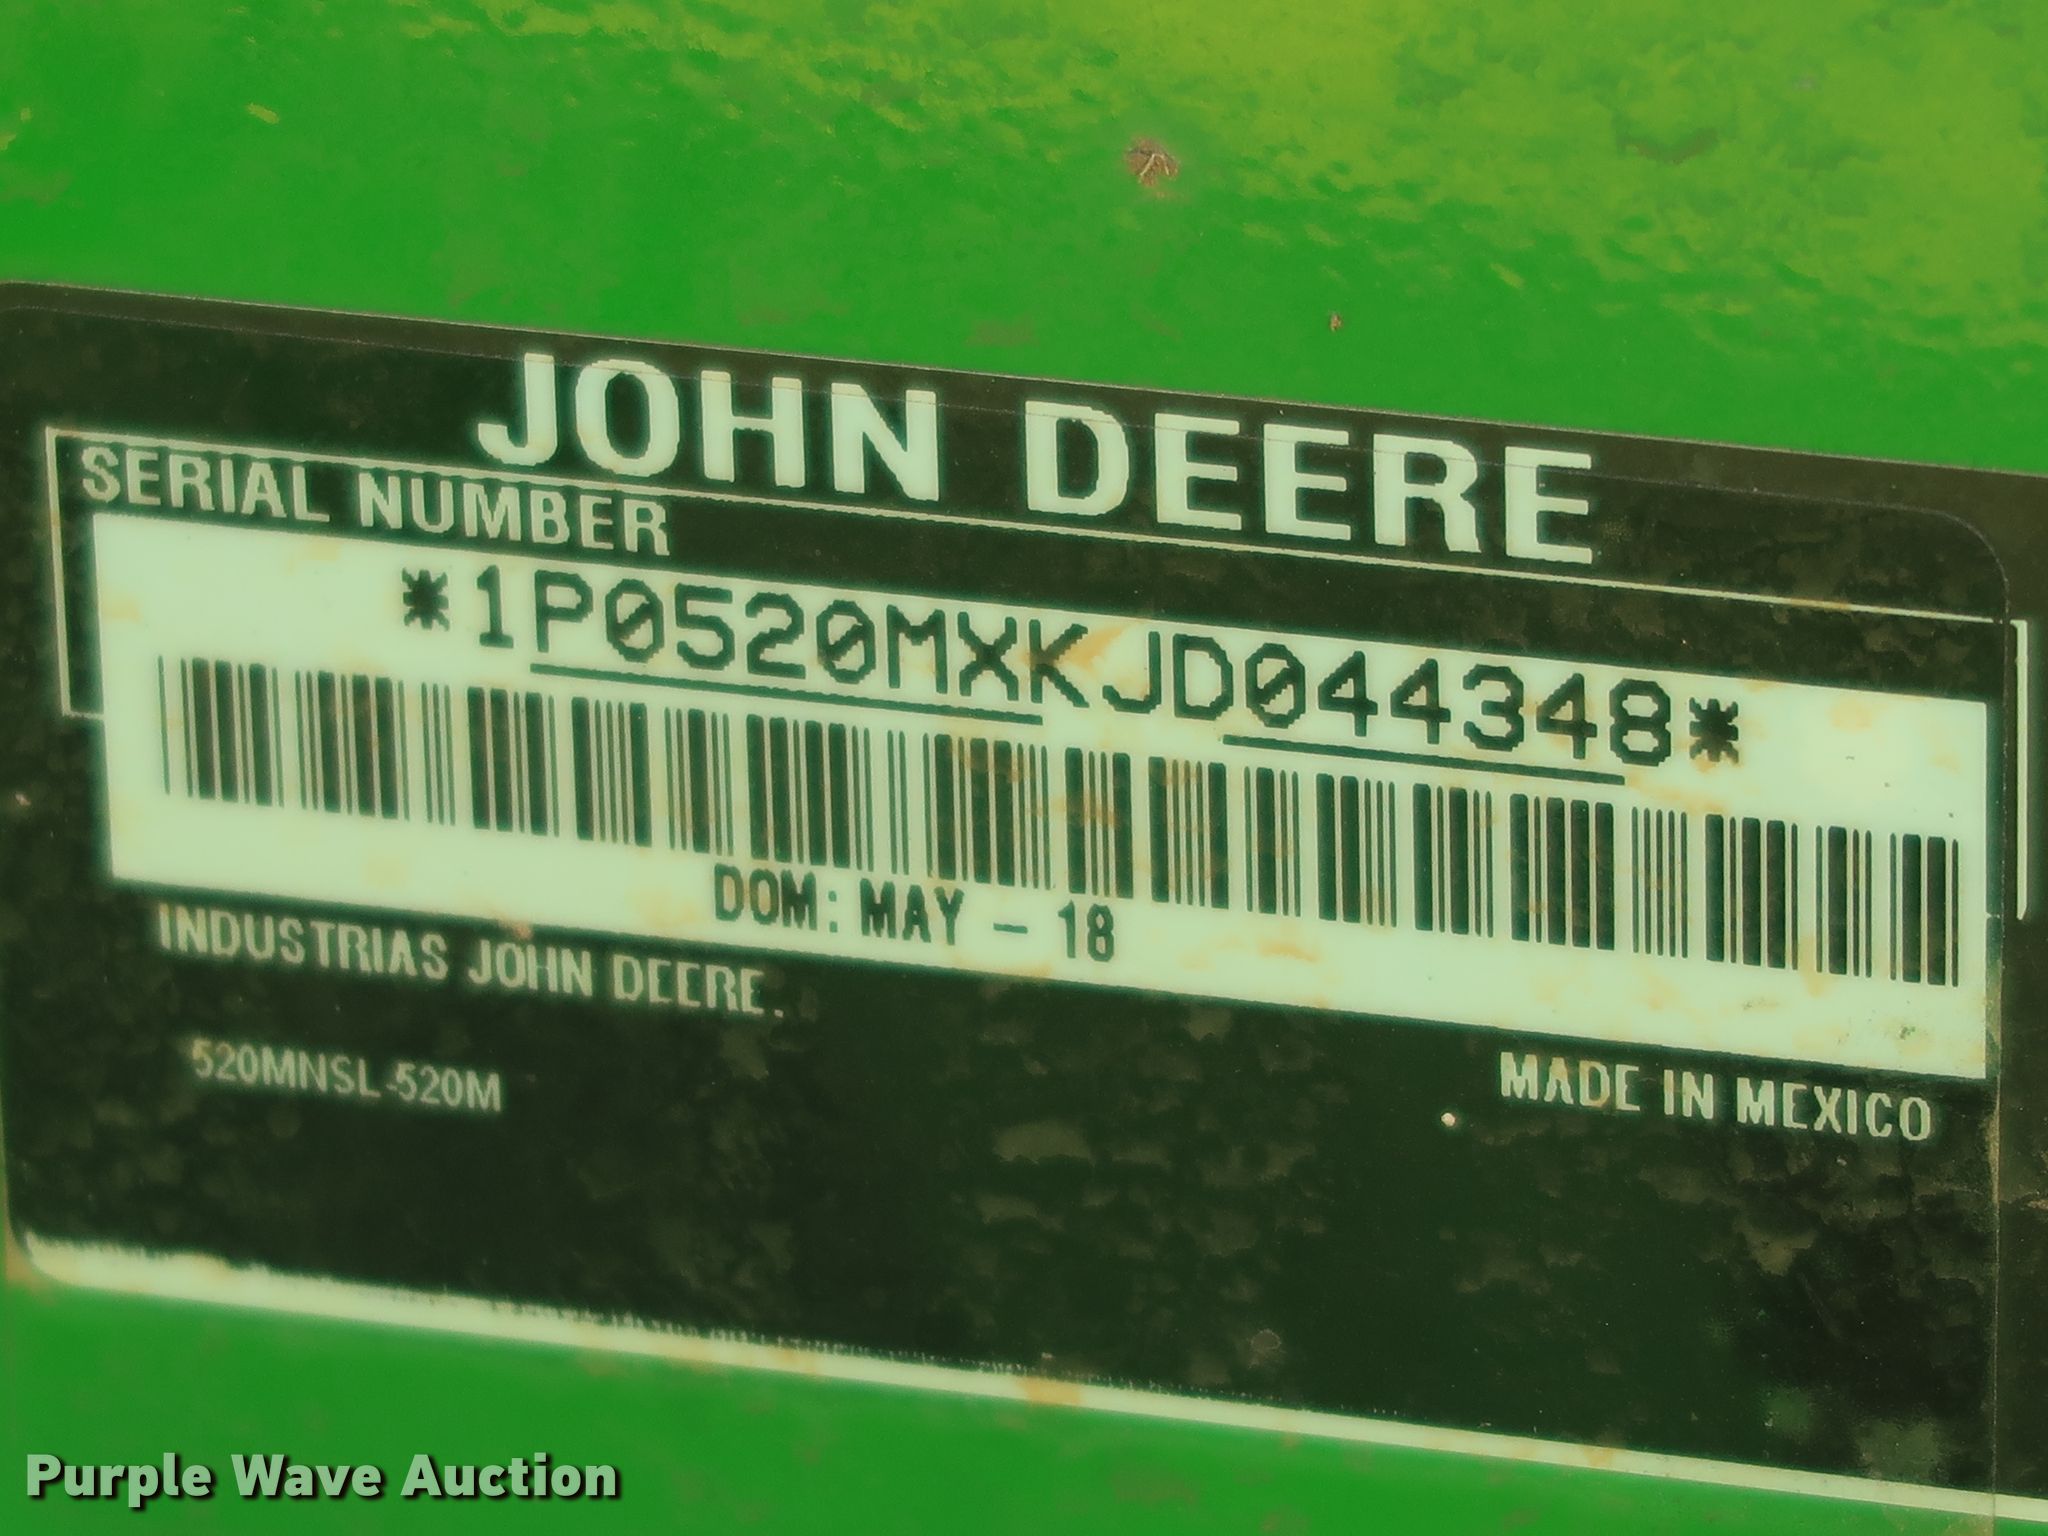 JOHN DEERE
SERIAL NUMBER
*1P0520MXKJD044348*
DOM: MAY - 18
INDUSTRIAS JOHN DEERE.
520MNSL-520M
MADE IN MEXICO
Purple Wave Auction